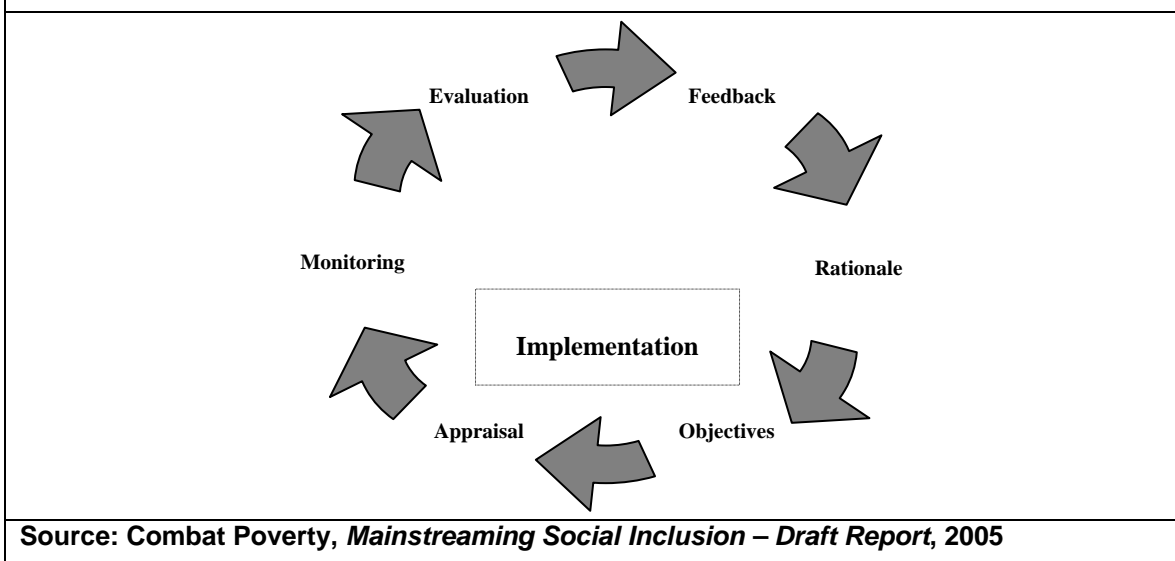 Evaluation
Feedback
Monitoring
Rationale
Implementation
Appraisal
Objectives
Source: Combat Poverty, Mainstreaming Social Inclusion – Draft Report, 2005